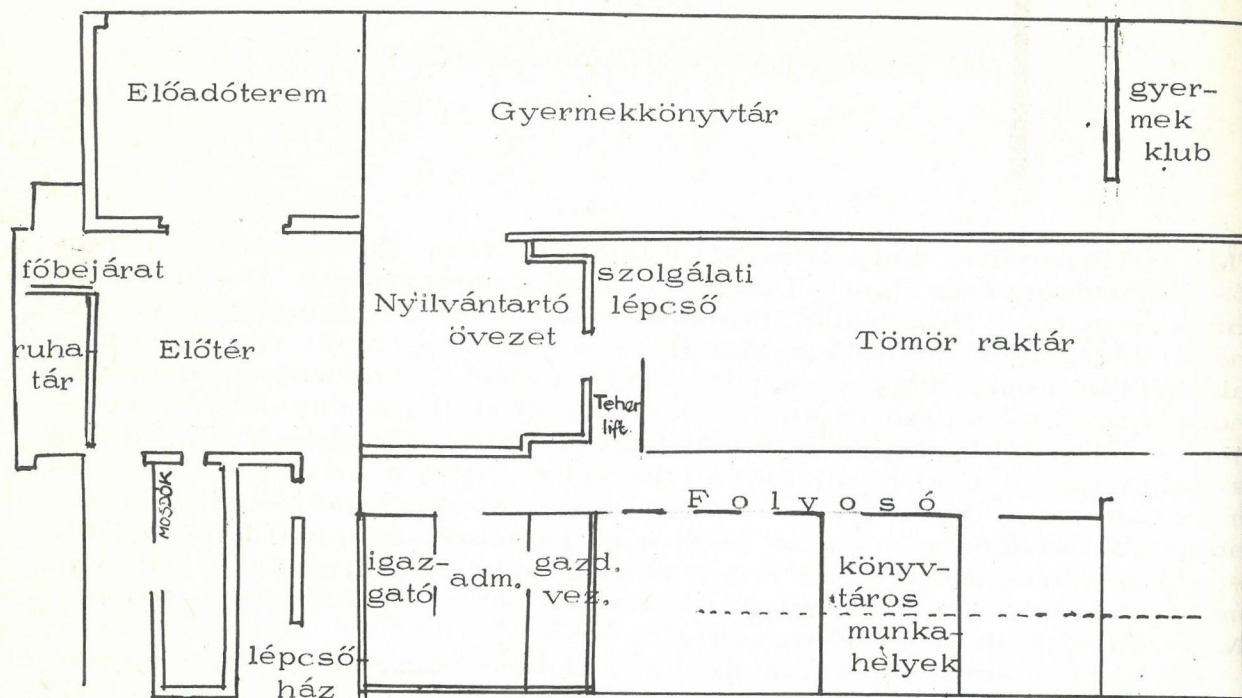 Előadóterem
Gyermekkönyvtár
gyer-
mek
klub
főbejárat
ruha-
tár
Előtér
Nyilvántartó
övezet
szolgálati
lépcső
Teher
lift
Tömör raktár
MOSDÓK
Folyosó
igaz-
gató
adm.
gazd.
vez.
könyv-
táros
munka-
helyek
lépcső-
ház